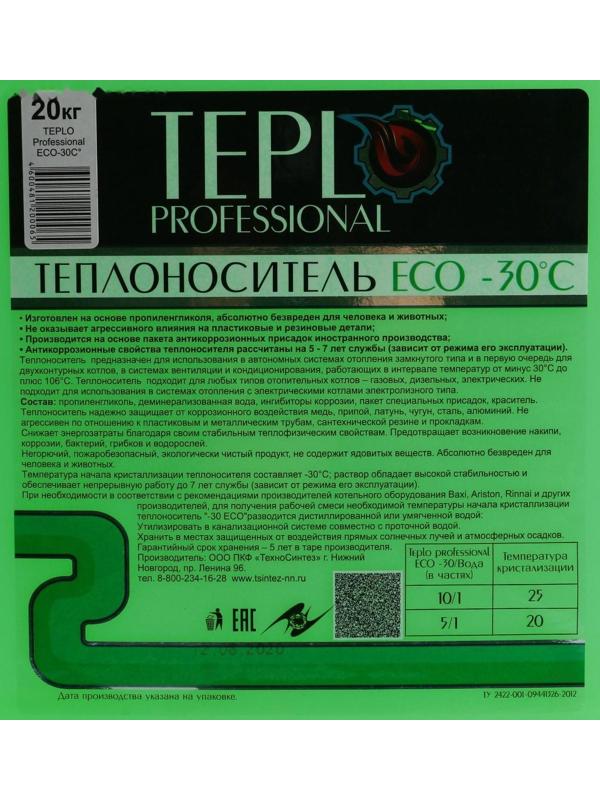 20кг
TEPLO
Professional
ECO-30C°
4600481200065
TEPLO
PROFESSIONAL
ТЕПЛОНОСИТЕЛЬ ECO -30°C
• Изготовлен на основе пропиленгликоля, абсолютно безвреден для человека и животных;
• Не оказывает агрессивного влияния на пластиковые и резиновые детали;
• Производится на основе пакета антикоррозионных присадок иностранного производства;
• Антикоррозийные свойства теплоносителя рассчитаны на 5 - 7 лет службы (зависит от режима его эксплуатации).
Теплоноситель предназначен для использования в автономных системах отопления замкнутого типа и в первую очередь для
двухконтурных котлов, в системах вентиляции и кондиционирования, работающих в интервале температур от минус 30°С до
плюс 106°С. Теплоноситель подходит для любых типов отопительных котлов – газовых, дизельных, электрических. Не
подходит для использования в системах отопления с электрическими котлами электролизного типа.
Состав: пропиленгликоль, деминерализованная вода, ингибиторы коррозии, пакет специальных присадок, краситель.
Теплоноситель надежно защищает от коррозионного воздействия медь, припой, латунь, чугун, сталь, алюминий. Не
агрессивен по отношению к пластиковым и металлическим трубам, сантехнической резине и прокладкам.
Снижает энергозатраты благодаря своим стабильным теплофизическим свойствам. Предотвращает возникновение накипи,
коррозии, бактерий, грибков и водорослей.
Негорючий, пожаробезопасный, экологически чистый продукт, не содержит ядовитых веществ. Абсолютно безвреден для
человека и животных.
Температура начала кристаллизации теплоносителя составляет -30°С; раствор обладает высокой стабильностью и
обеспечивает непрерывную работу до 7 лет службы (зависит от режима его эксплуатации).
При необходимости в соответствии с рекомендациями производителей котельного оборудования Baxi, Ariston, Rinnai и других
производителей, для получения рабочей смеси необходимой температуры начала кристаллизации
теплоноситель "-30 ECO"разводится дистиллированной или умягченной водой:
Утилизировать в канализационной системе совместно с проточной водой.
Хранить в местах защищенных от воздействия прямых солнечных лучей и атмосферных осадков.
Гарантийный срок хранения – 5 лет в таре производителя.
Производитель: ООО ПКФ «ТехноСинтез» г. Нижний
Новгород, пр. Ленина 96.
тел. 8-800-234-16-28 www.tsintez-nn.ru
Teplo professional ECO -30/Вода (в частях) Температура кристализации
10/1 25
5/1 20
EAC
12.08.2020
Дата производства указана на упаковке.
ТУ 2422-001-09441326-2012